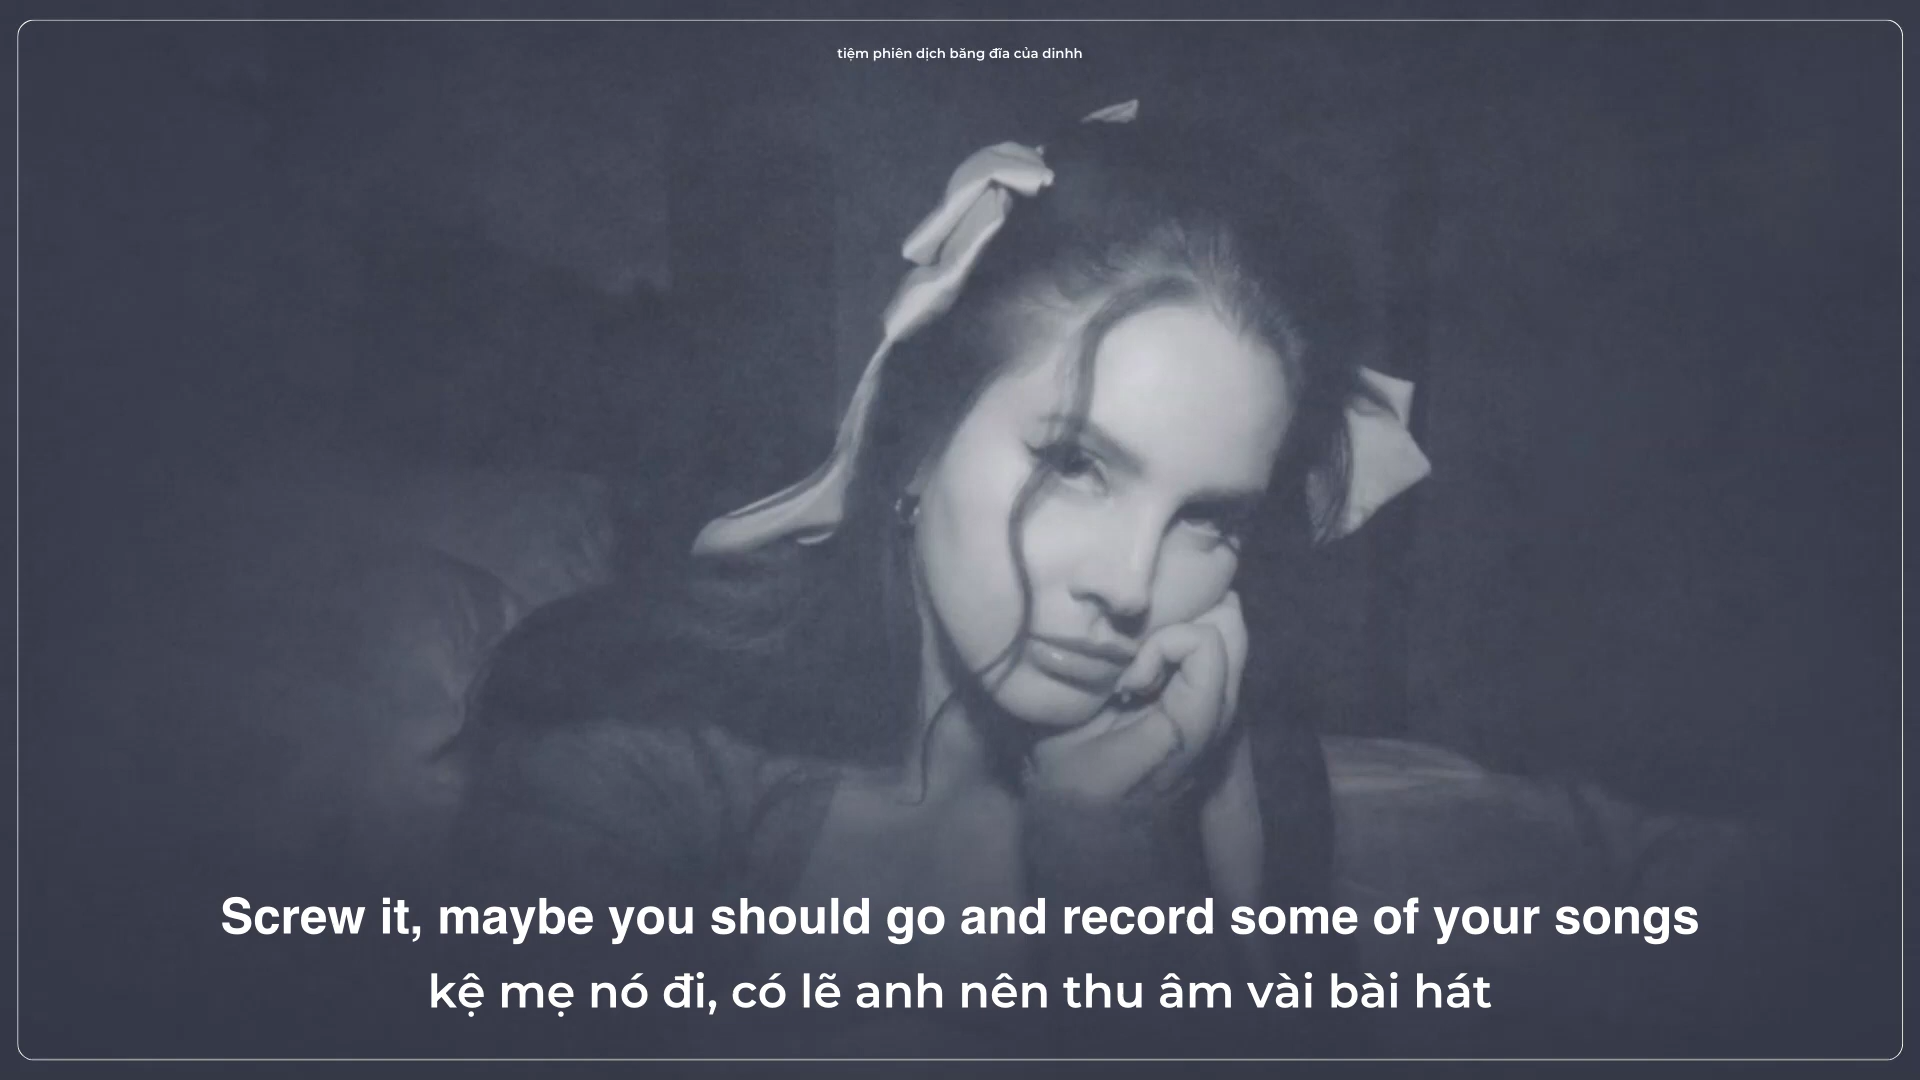 tiệm phiên dịch băng đĩa của dinhh
Screw it, maybe you should go and record some of your songs
kệ mẹ nó đi, có lẽ anh nên thu âm vài bài hát